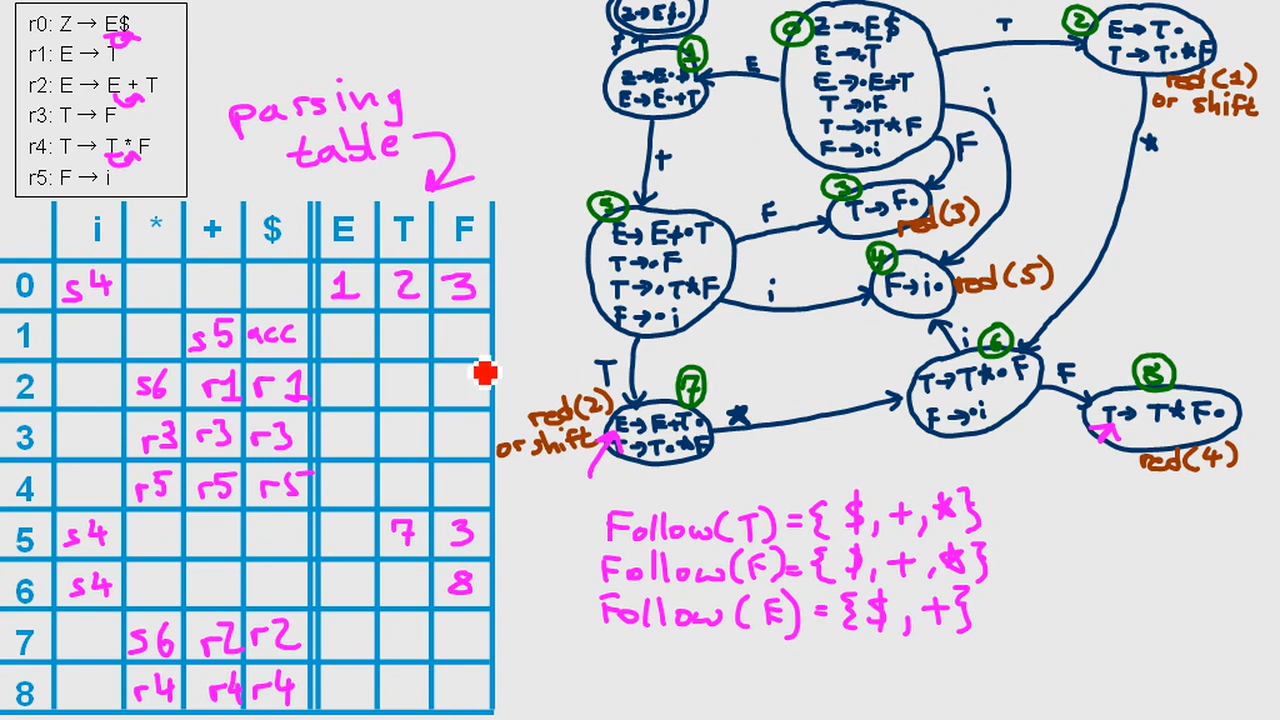 r0: Z → E$
r1: E → T
r2: E → E + T
r3: T → F
r4: T → T * F
r5: F → i
parsing
table
i * + $ E T F
0 s4 1 2 3
1 s5 acc
2 s6 r1 r1
3 r3 r3 r3
4 r5 r5 r5
5 s4 7 3
6 s4 8
7 s6 r2 r2
8 r4 r4 r4
Z→E$.
$
1
E→E.+T
E
0
Z→.E$
E→.T
E→.E+T
T→.F
T→.T*F
F→.i
T
2
E→T.
T→T.*F
red(1)
or shift
*
i
F
+
5
E→E+.T
T→.F
T→.T*F
F→.i
F
3
T→F.
red(3)
i
4
F→i.
red(5)
T
7
E→E+T.
T→T.*F
red(2)
or shift
*
i
6
T→T*.F
F→.i
F
8
T→T*F.
red(4)
Follow(T)={$,+,*}
Follow(F)={$,+,*}
Follow(E)={$,+}